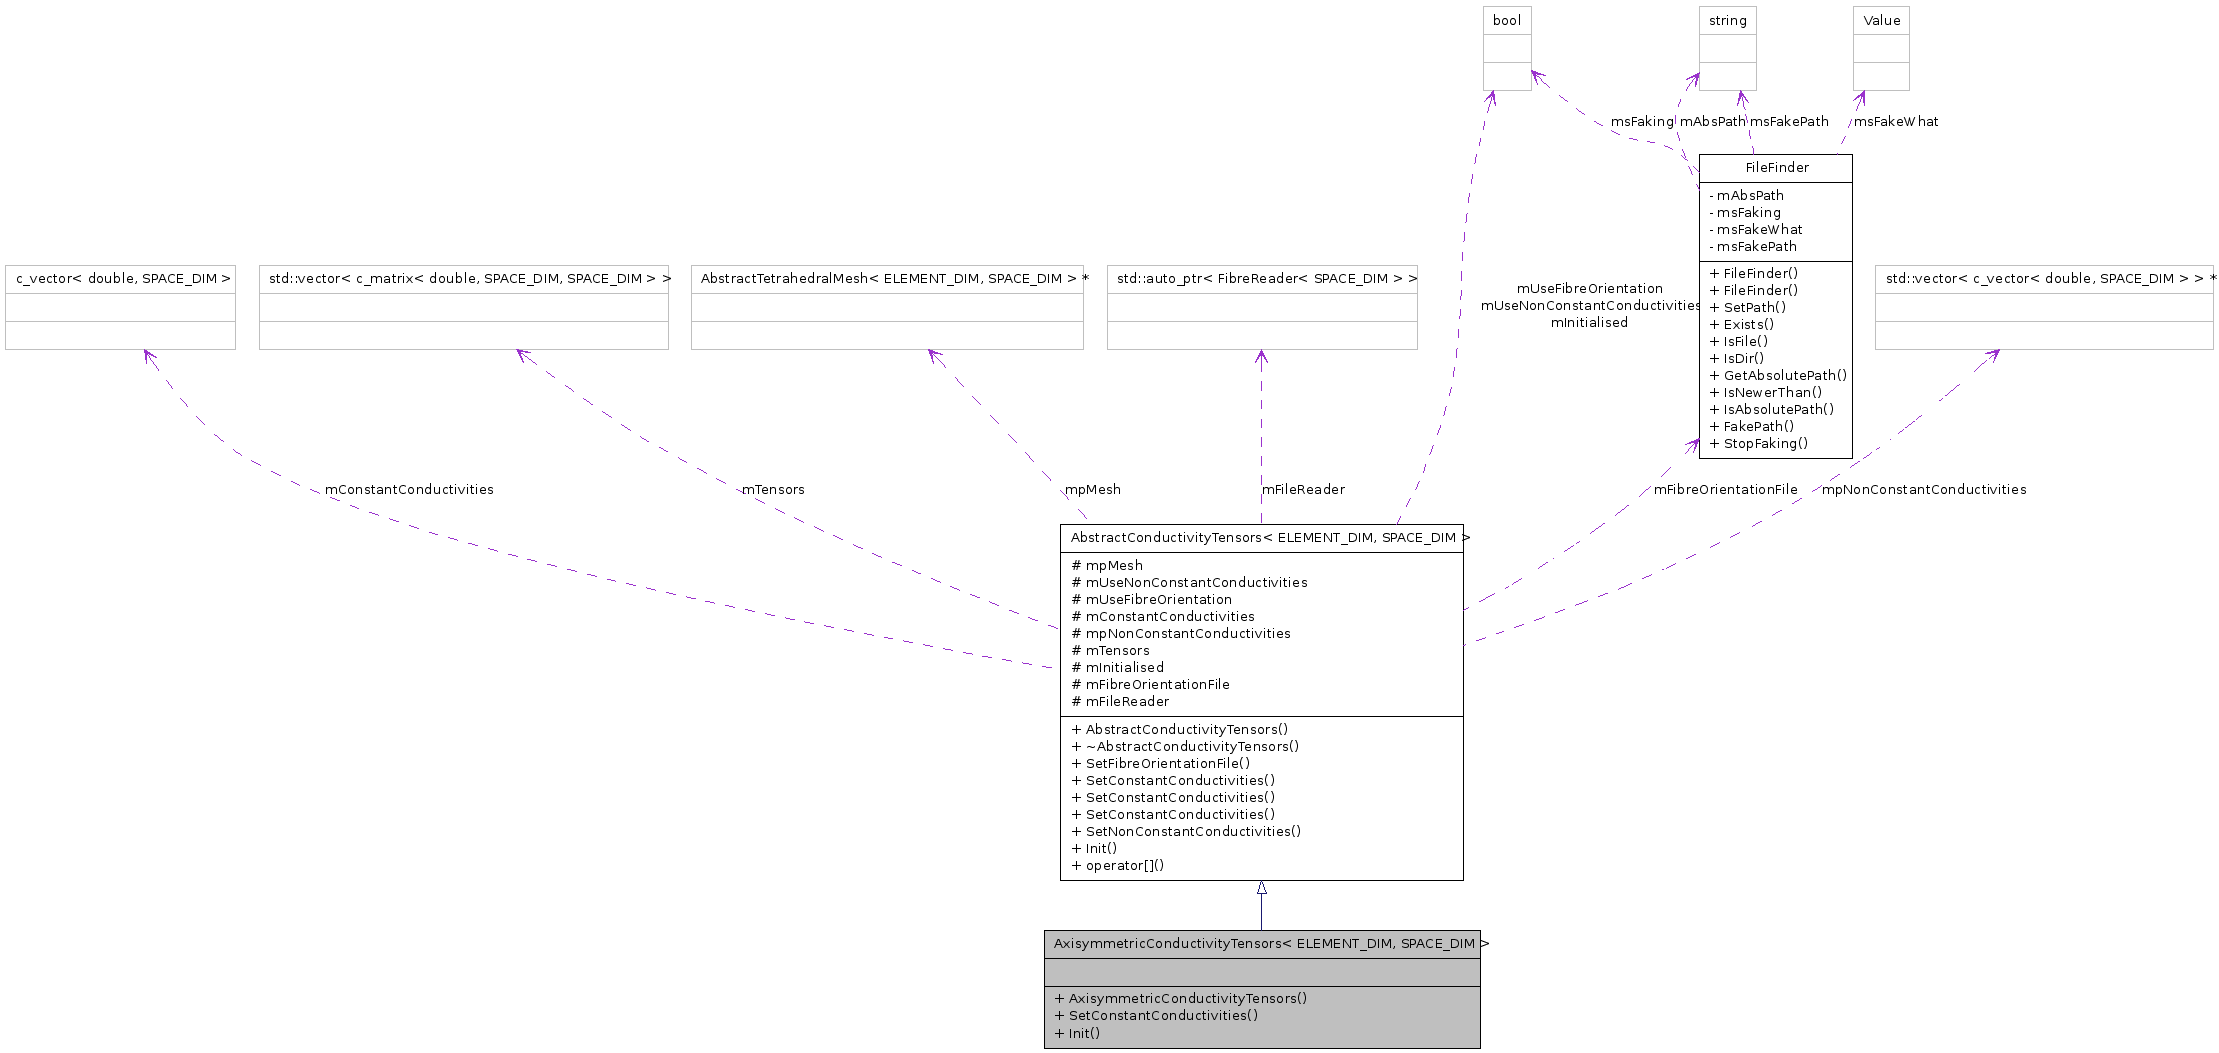 bool
string
Value
msFaking
mAbsPath
msFakePath
msFakeWhat
FileFinder
- mAbsPath
- msFaking
- msFakeWhat
- msFakePath
+ FileFinder()
+ FileFinder()
+ SetPath()
+ Exists()
+ IsFile()
+ IsDir()
+ GetAbsolutePath()
+ IsNewerThan()
+ IsAbsolutePath()
+ FakePath()
+ StopFaking()
c_vector< double, SPACE_DIM >
std::vector< c_matrix< double, SPACE_DIM, SPACE_DIM > >
AbstractTetrahedralMesh< ELEMENT_DIM, SPACE_DIM > *
std::auto_ptr< FibreReader< SPACE_DIM > >
mUseFibreOrientation
mUseNonConstantConductivities
mInitialised
std::vector< c_vector< double, SPACE_DIM > > *
mConstantConductivities
mTensors
mpMesh
mFileReader
mFibreOrientationFile
mpNonConstantConductivities
AbstractConductivityTensors< ELEMENT_DIM, SPACE_DIM >
# mpMesh
# mUseNonConstantConductivities
# mUseFibreOrientation
# mConstantConductivities
# mpNonConstantConductivities
# mTensors
# mInitialised
# mFibreOrientationFile
# mFileReader
+ AbstractConductivityTensors()
+ ~AbstractConductivityTensors()
+ SetFibreOrientationFile()
+ SetConstantConductivities()
+ SetConstantConductivities()
+ SetConstantConductivities()
+ SetNonConstantConductivities()
+ Init()
+ operator[]()
AxisymmetricConductivityTensors< ELEMENT_DIM, SPACE_DIM >
+ AxisymmetricConductivityTensors()
+ SetConstantConductivities()
+ Init()